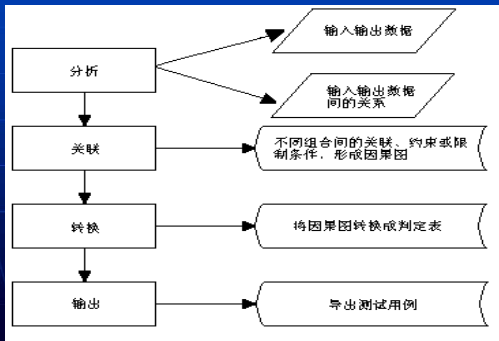 输入输出数据
分析
输入输出数据
间的关系
关联
不同组合间的关联、约束或限
制条件，形成因果图
转换
将因果图转换成判定表
输出
导出测试用例